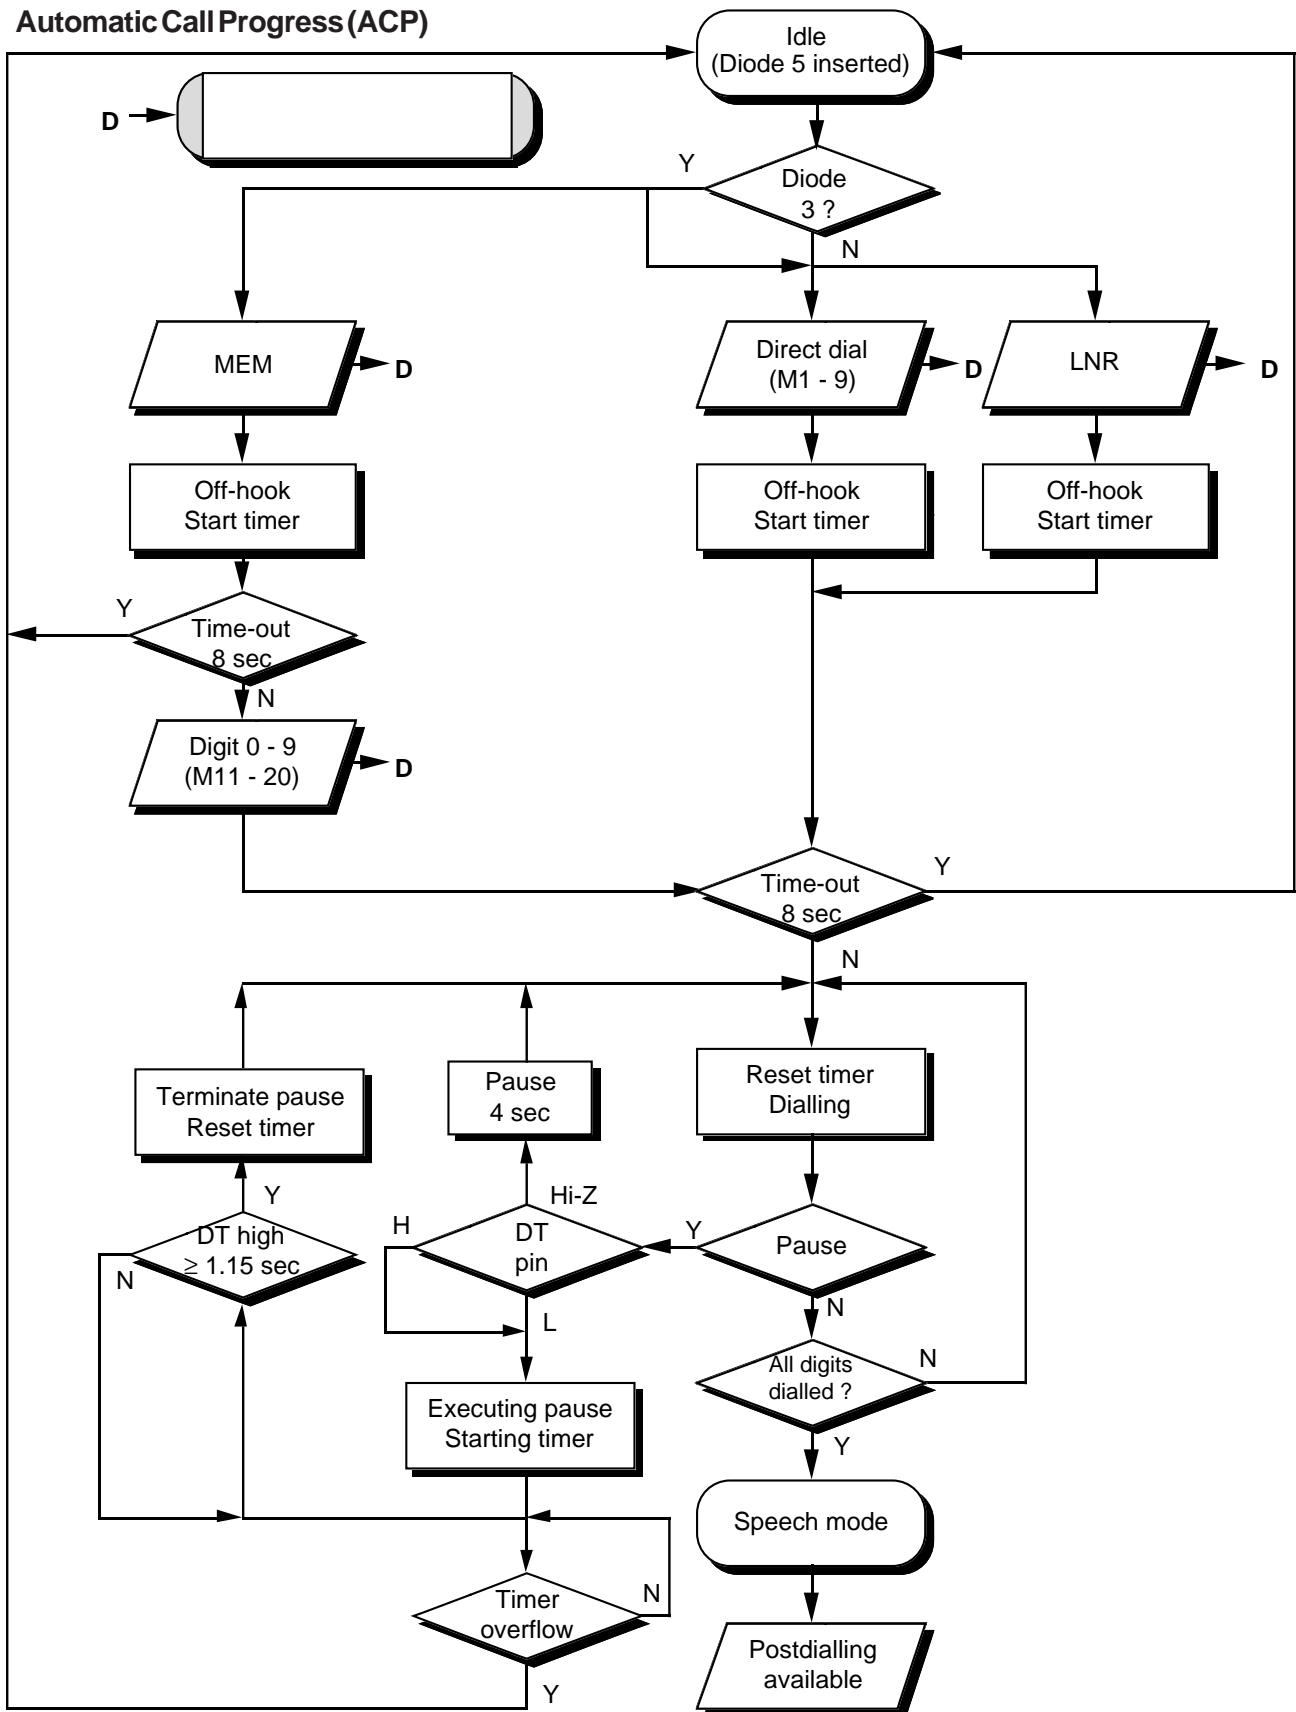 Automatic Call Progress (ACP)
Idle
(Diode 5 inserted)
D
Y
Diode
3 ?
N
MEM
D
Direct dial
(M1 - 9)
D
LNR
D
Off-hook
Start timer
Off-hook
Start timer
Off-hook
Start timer
Y
Time-out
8 sec
N
Digit 0 - 9
(M11 - 20)
D
Time-out
8 sec
Y
N
Terminate pause
Reset timer
Pause
4 sec
Reset timer
Dialling
Y
DT high
≥ 1.15 sec
N
Hi-Z
H
DT
pin
L
Y
Pause
N
All digits
dialled ?
N
Y
Executing pause
Starting timer
Speech mode
Timer
overflow
N
Y
Postdialling
available